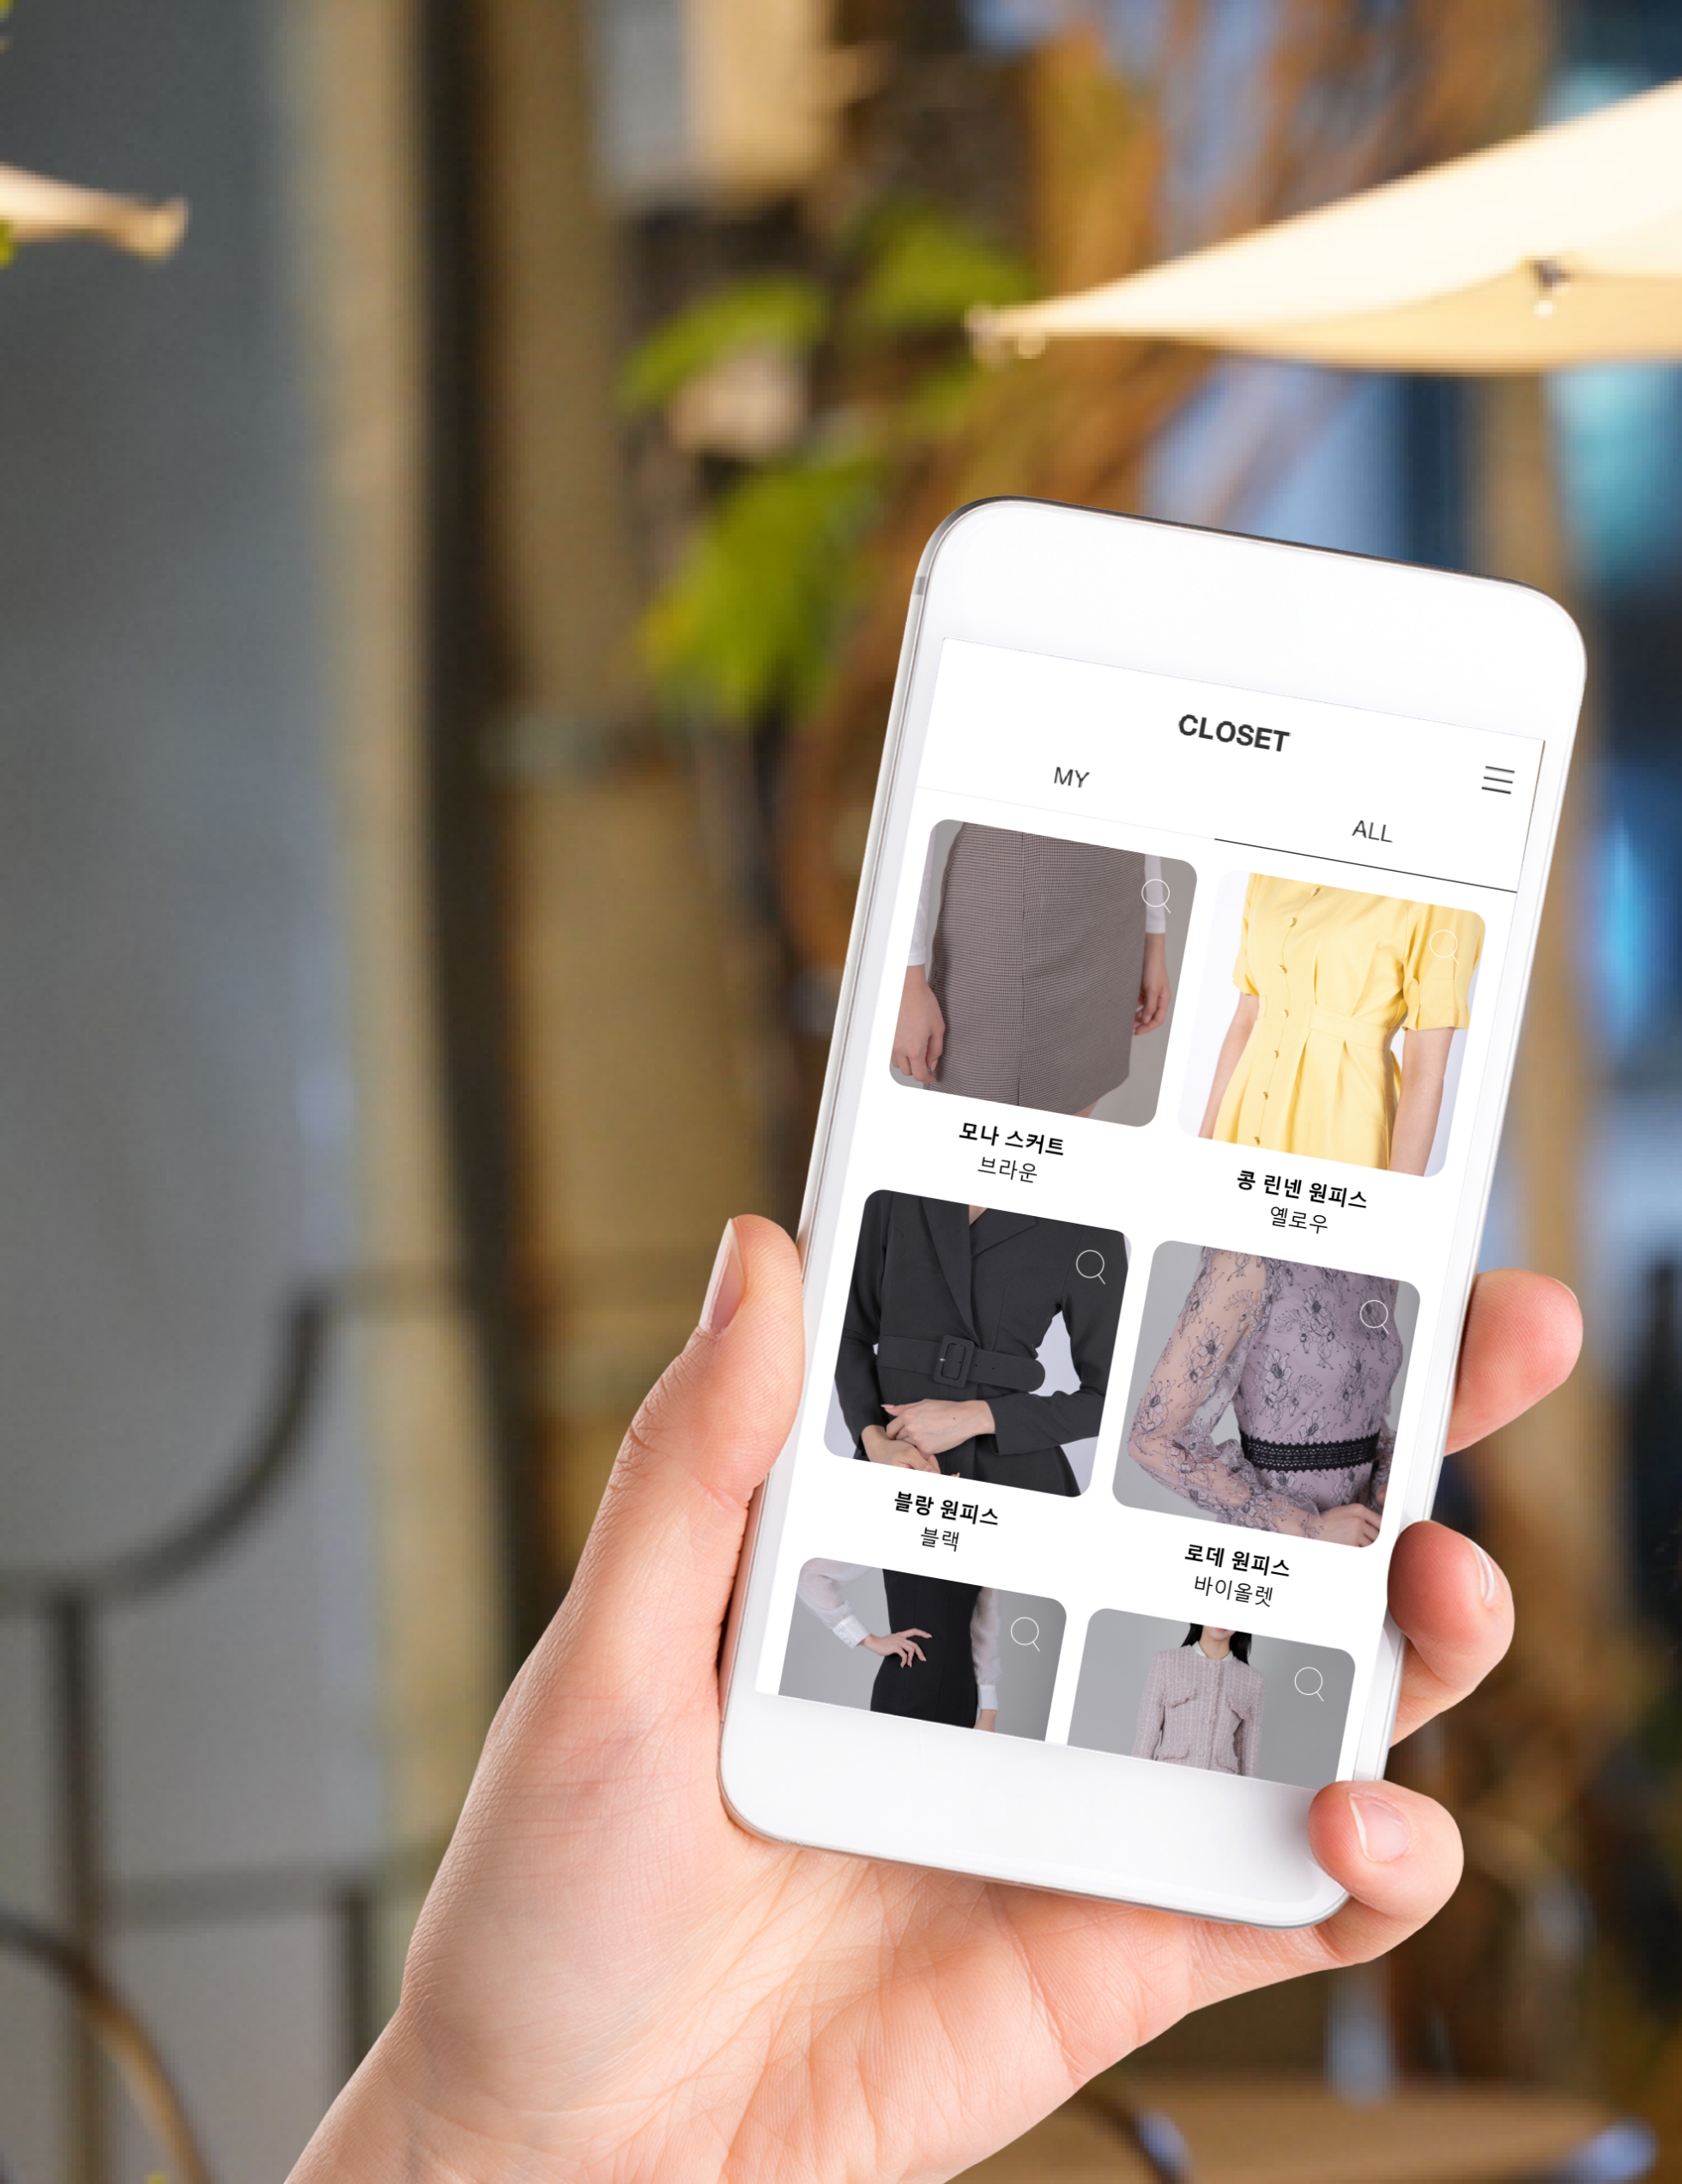 CLOSET
MY
ALL
모나 스커트
브라운
콩 린넨 원피스
옐로우
블랑 원피스
블랙
로데 원피스
바이올렛